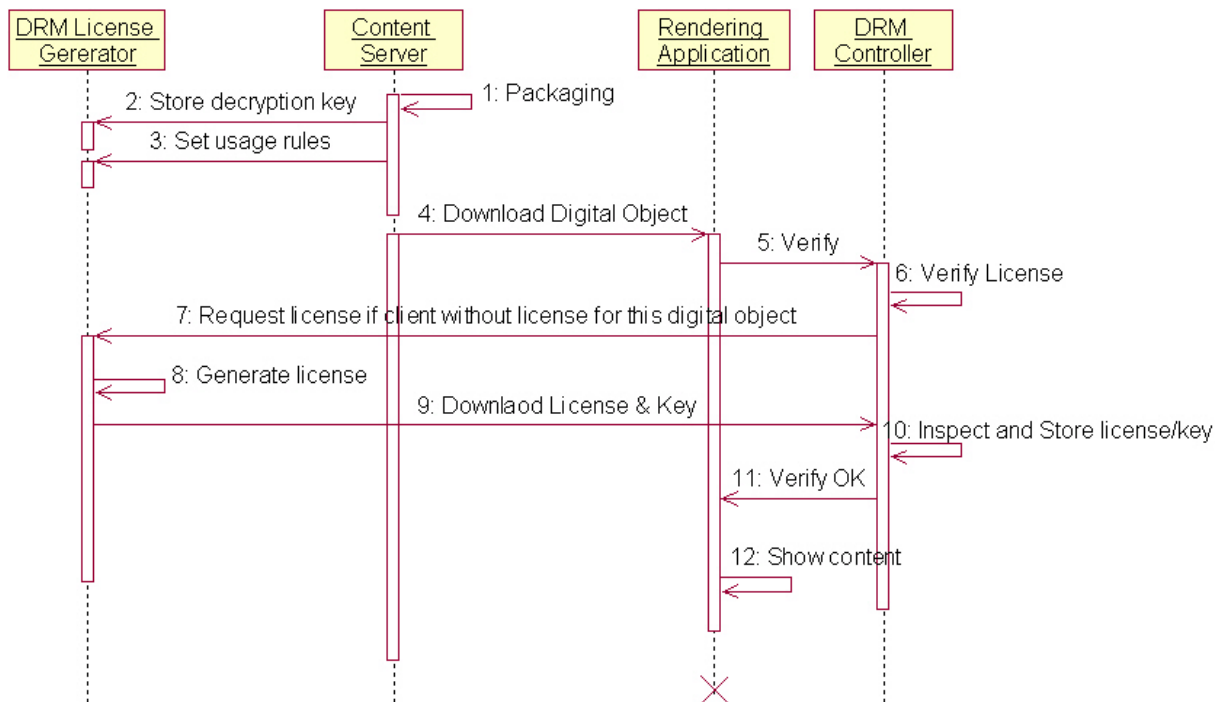 DRM License
Gererator
Content
Server
Rendering
Application
DRM
Controller
1: Packaging
2: Store decryption key
3: Set usage rules
4: Download Digital Object
5: Verify
6: Verify License
7: Request license if client without license for this digital object
8: Generate license
9: Downlaod License & Key
10: Inspect and Store license/key
11: Verify OK
12: Show content